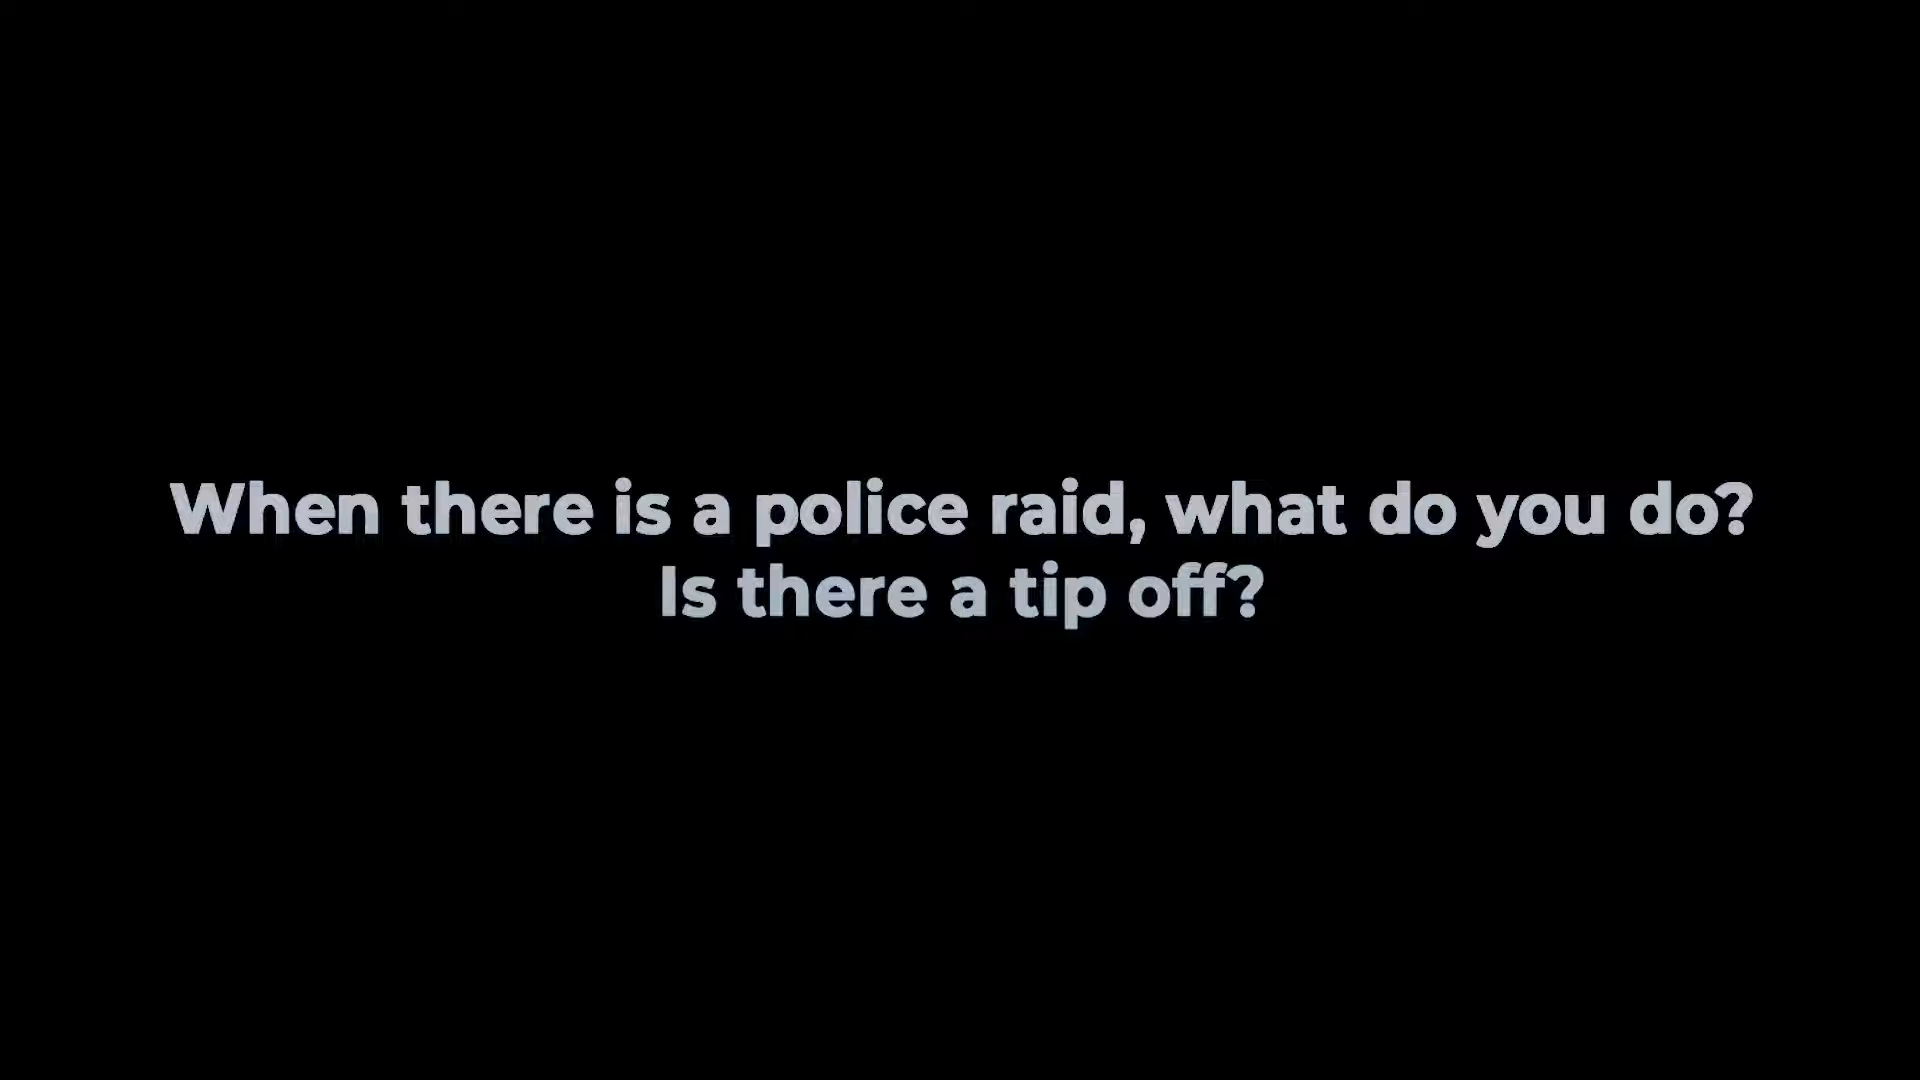 When there is a police raid, what do you do?
Is there a tip off?